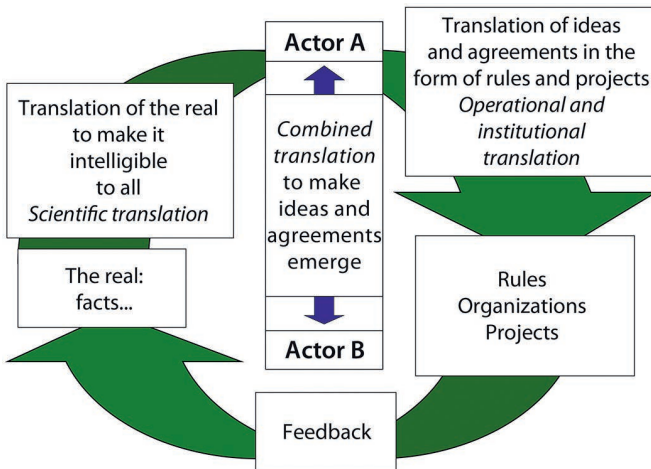 Actor A
Combined
translation
to make
ideas and
agreements
emerge
Actor B
Translation of ideas
and agreements in the
form of rules and projects
Operational and
institutional
translation
Rules
Organizations
Projects
Feedback
The real:
facts...
Translation of the real
to make it
intelligible
to all
Scientific translation